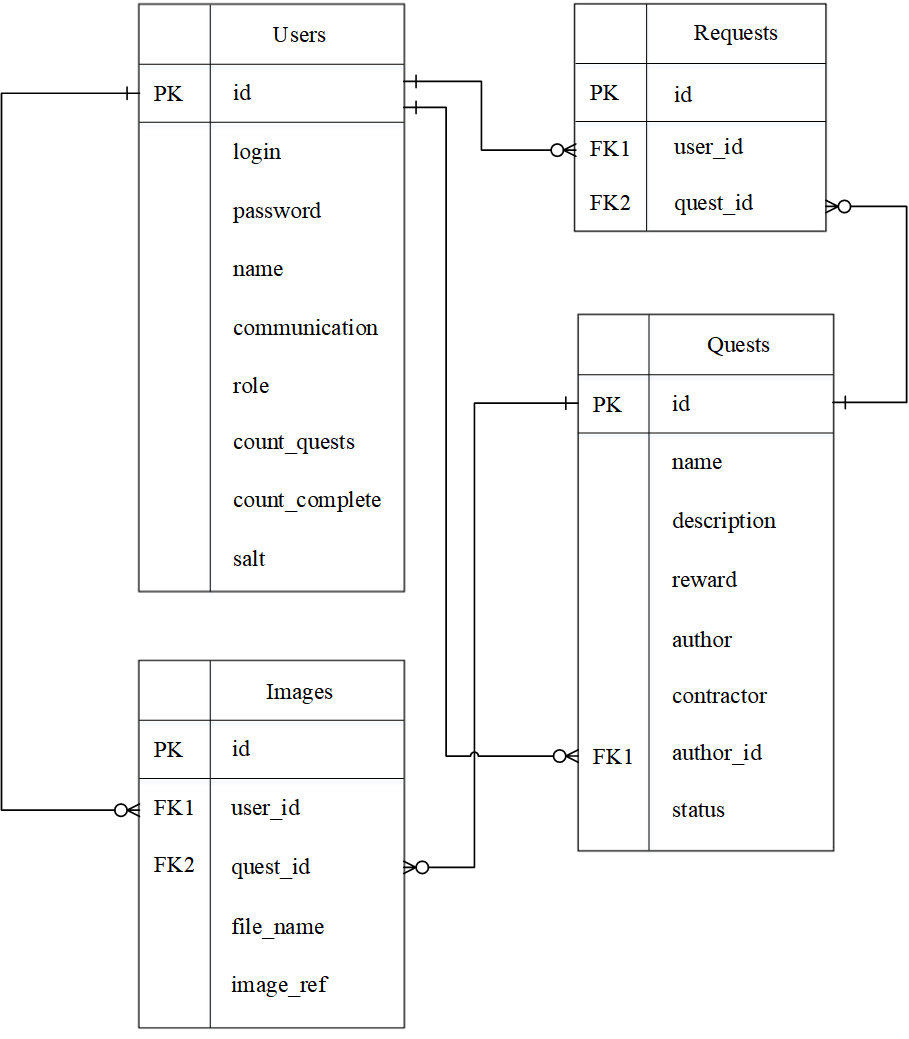 Users
PK id
login
password
name
communication
role
count_quests
count_complete
salt
Requests
PK id
FK1 user_id
FK2 quest_id
Quests
PK id
name
description
reward
author
contractor
FK1 author_id
status
Images
PK id
FK1 user_id
FK2 quest_id
file_name
image_ref